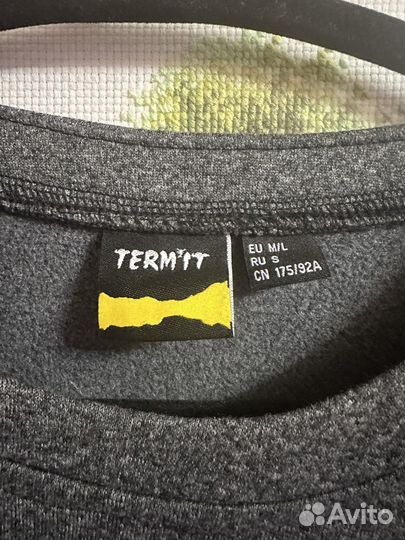 TERM'IT
EU M/L
RU S
CN 175/92A
Avito